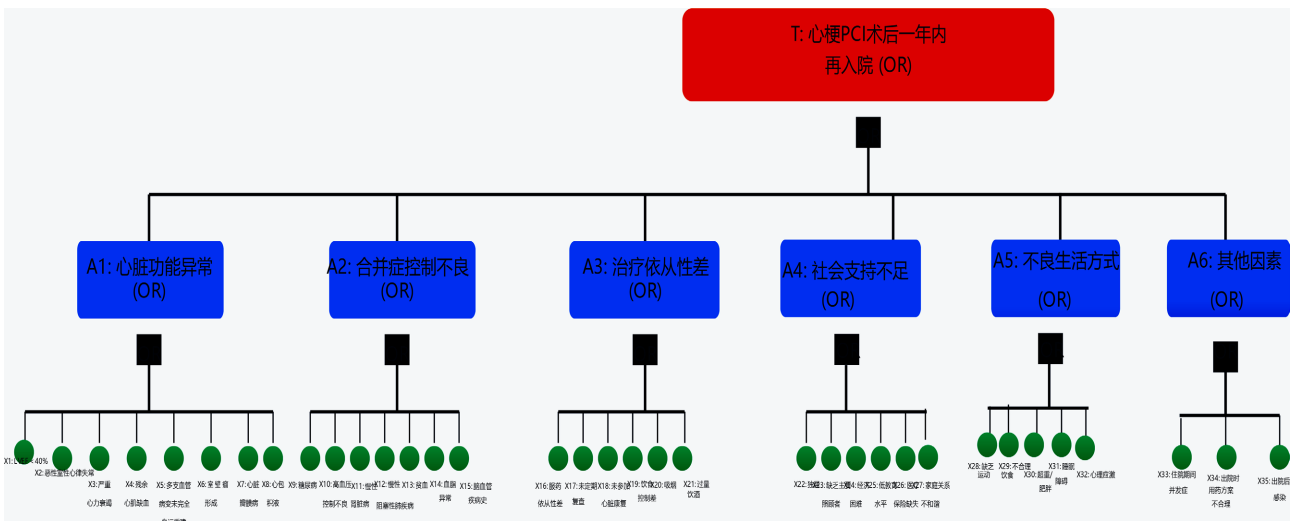 T: 心梗PCI术后一年内
再入院 (OR)
A1: 心脏功能异常
(OR)
A2: 合并症控制不良
(OR)
A3: 治疗依从性差
(OR)
A4: 社会支持不足
(OR)
A5: 不良生活方式
(OR)
A6: 其他因素
(OR)
X1: LVEF<40%
X2: 恶性室性心律失常
X3: 严重
心力衰竭
X4: 残余
心肌缺血
X5: 多支血管
病变未完全
X6: 室壁瘤
形成
X7: 心脏
瓣膜病
X8: 心包
积液
X9: 糖尿病
X10: 高血压
控制不良
X11: 慢性
肾脏病
X12: 慢性
阻塞性肺疾病
X13: 贫血
X14: 血脂
异常
X15: 脑血管
疾病史
X16: 服药
依从性差
X17: 未定期
复查
X18: 未参加
心脏康复
X19: 饮食
控制差
X20: 吸烟
X21: 过量
饮酒
X22: 独居
X23: 缺乏主要
照顾者
X24: 经济
困难
X25: 低教育
水平
X26: 医疗
保险缺失
X27: 家庭关系
不和谐
X28: 缺乏
运动
X29: 不合理
饮食
X30: 超重/
肥胖
X31: 睡眠
障碍
X32: 心理应激
X33: 住院期间
并发症
X34: 出院时
用药方案
不合理
X35: 出院后
感染